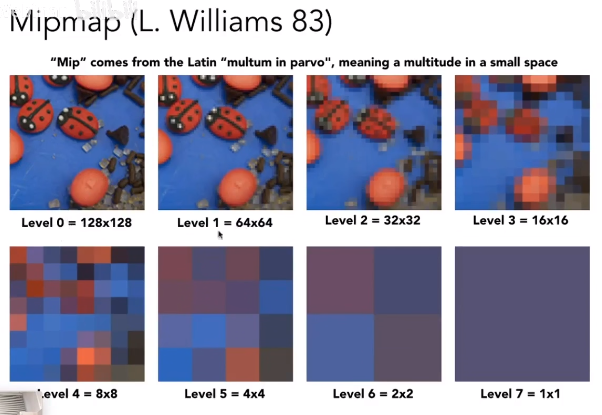 Mipmap (L. Williams 83)
“Mip” comes from the Latin “multum in parvo", meaning a multitude in a small space
Level 0 = 128x128
Level 1 = 64x64
Level 2 = 32x32
Level 3 = 16x16
Level 4 = 8x8
Level 5 = 4x4
Level 6 = 2x2
Level 7 = 1x1